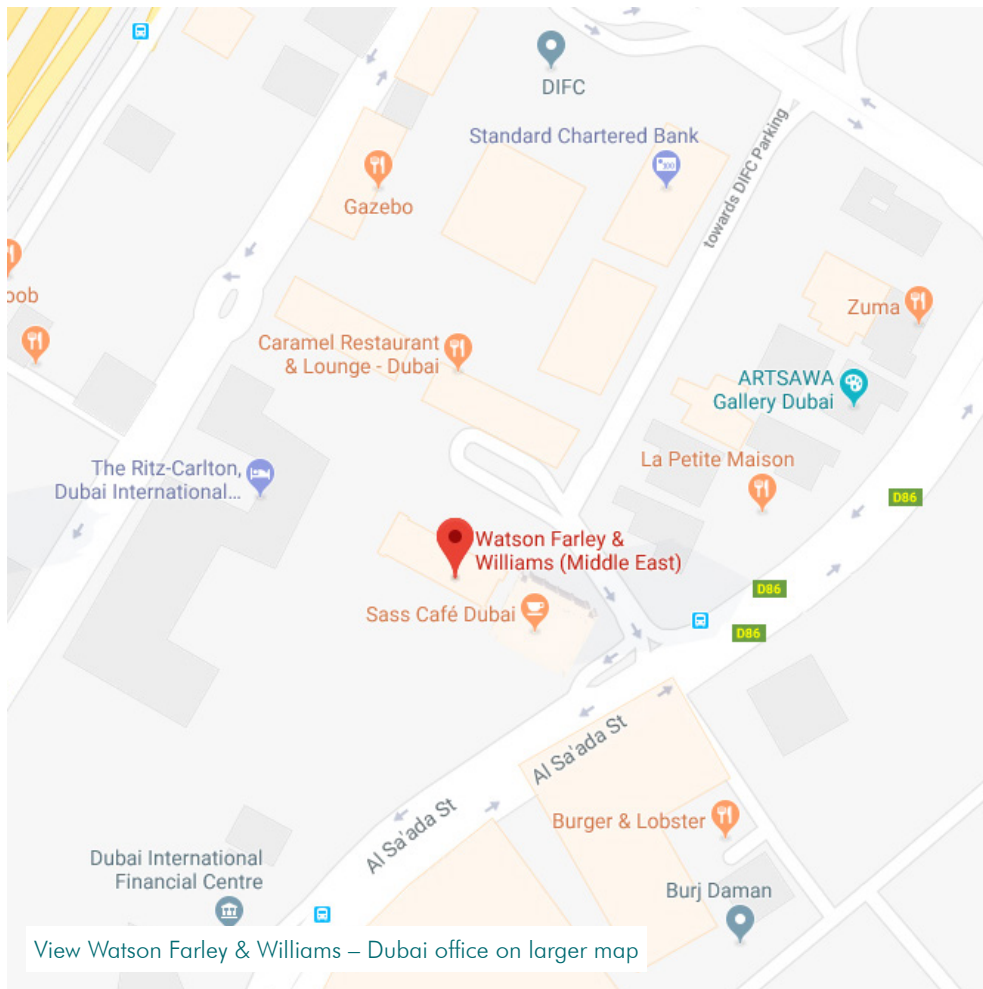 DIFC
Standard Chartered Bank
towards DIFC Parking
Gazebo
oob
Zuma
Caramel Restaurant
& Lounge - Dubai
ARTSAWA
Gallery Dubai
The Ritz-Carlton,
Dubai International...
La Petite Maison
D86
Watson Farley &
Williams (Middle East)
D86
Sass Café Dubai
D86
Al Sa'ada St
Al Sa'ada St
Burger & Lobster
Dubai International
Financial Centre
Burj Daman
View Watson Farley & Williams – Dubai office on larger map